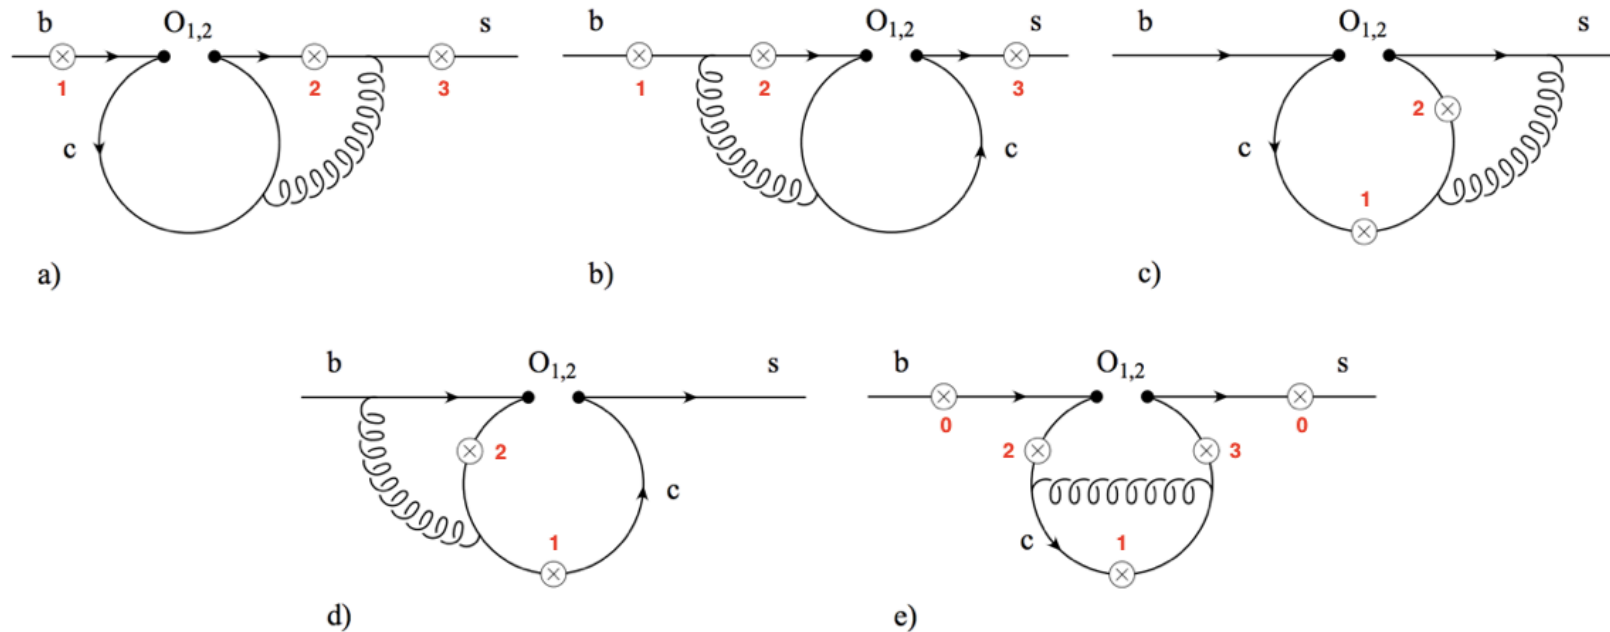 b O₁,₂ s
1 2 3
c
a)
b O₁,₂ s
1 2 3
c
b)
b O₁,₂ s
2
c
1
c)
b O₁,₂ s
2
c
1
d)
b O₁,₂ s
0 0
2 3
c 1
e)